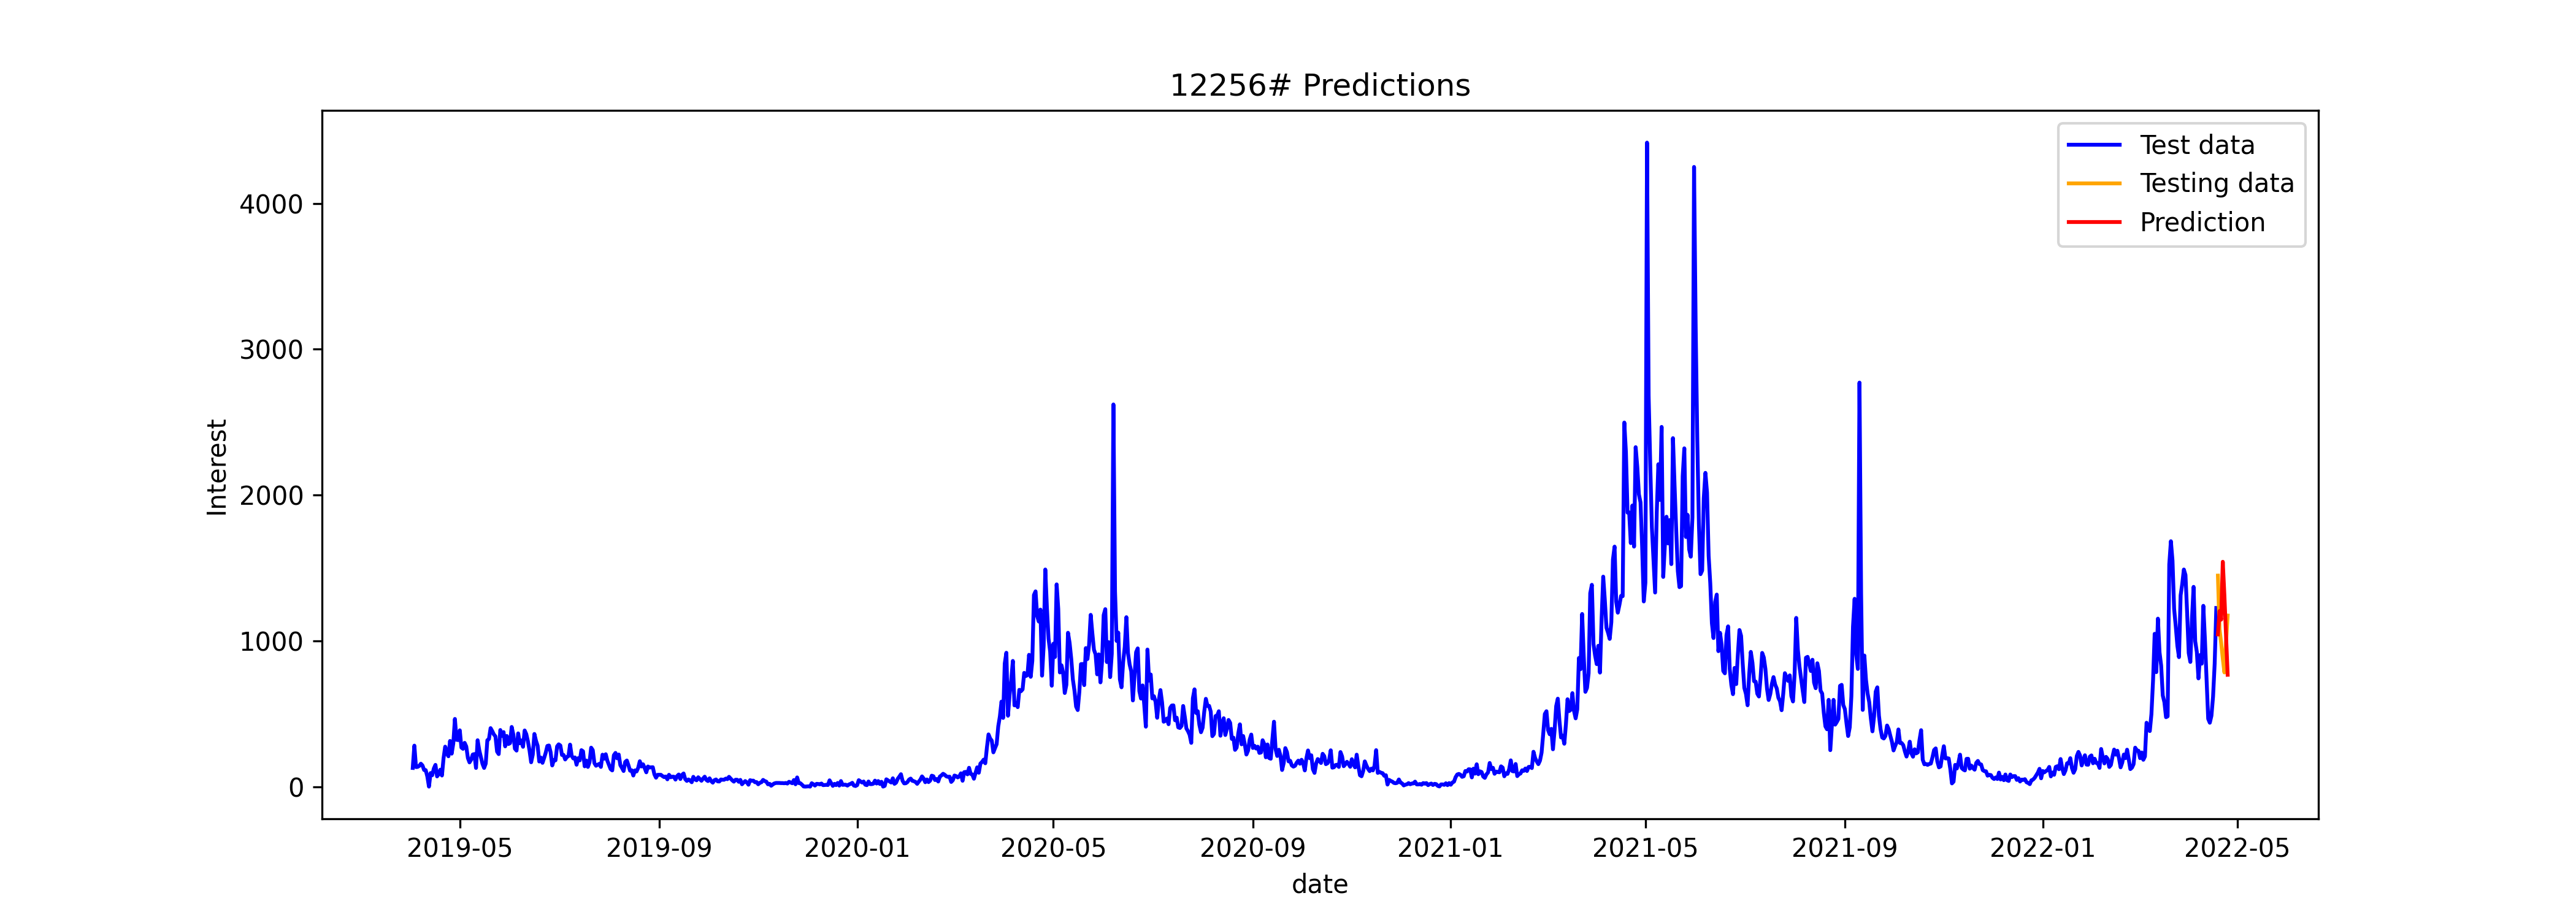 12256# Predictions
Test data
Testing data
Prediction
Interest
4000
3000
2000
1000
0
2019-05 2019-09 2020-01 2020-05 2020-09 2021-01 2021-05 2021-09 2022-01 2022-05
date